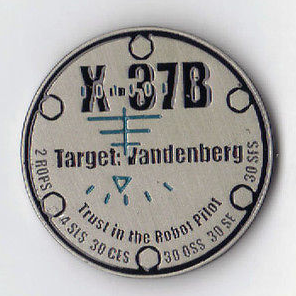 X-37B
Target: Vandenberg
Trust in the Robot Pilot
2 ROPS
4 SLS 30 CES 30 OSS 30 SE 30 SFS